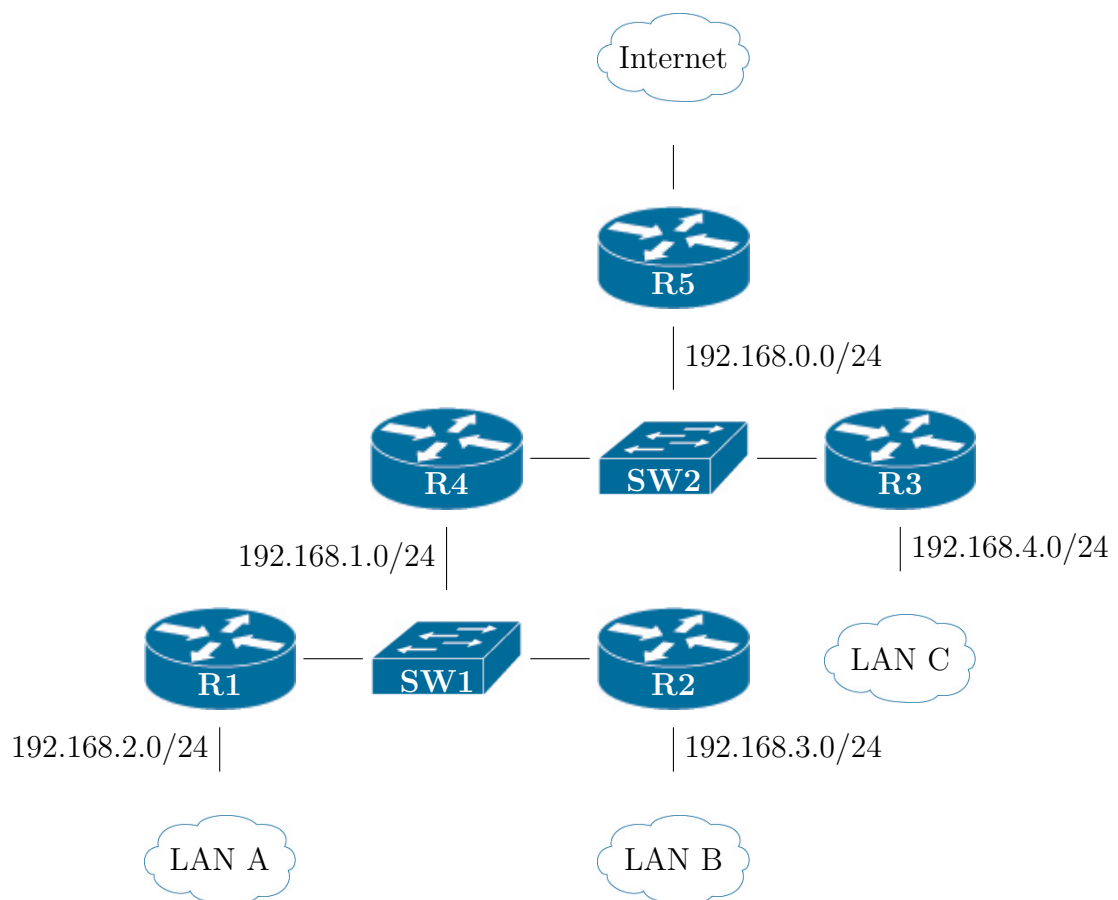 Internet
R5
192.168.0.0/24
R4
SW2
R3
192.168.1.0/24
192.168.4.0/24
R1
SW1
R2
LAN C
192.168.2.0/24
192.168.3.0/24
LAN A
LAN B